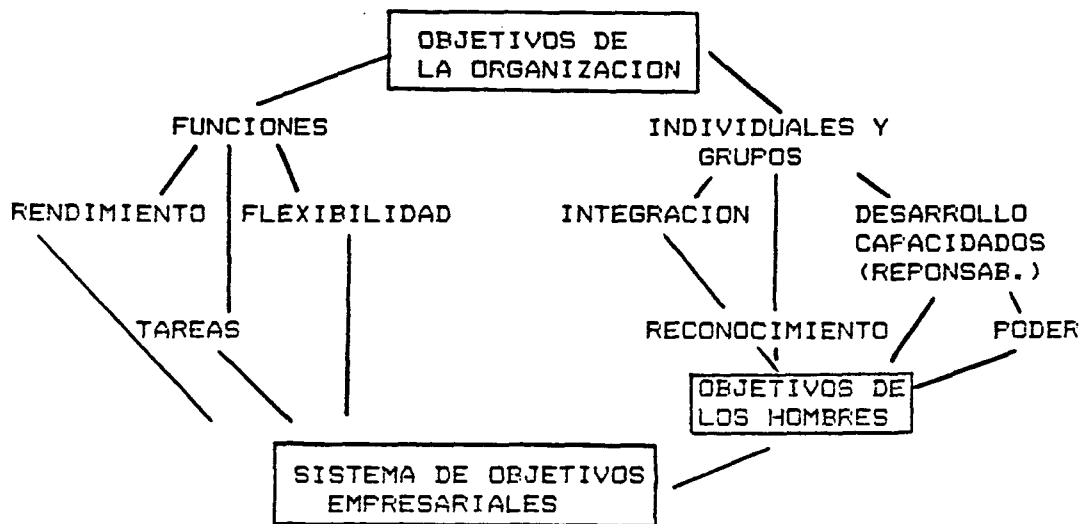 OBJETIVOS DE
LA ORGANIZACION
FUNCIONES
INDIVIDUALES Y
GRUPOS
RENDIMIENTO
FLEXIBILIDAD
INTEGRACION
DESARROLLO
CAPACIDADOS
(REPONSAB.)
TAREAS
RECONOCIMIENTO
PODER
OBJETIVOS DE
LOS HOMBRES
SISTEMA DE OBJETIVOS
EMPRESARIALES